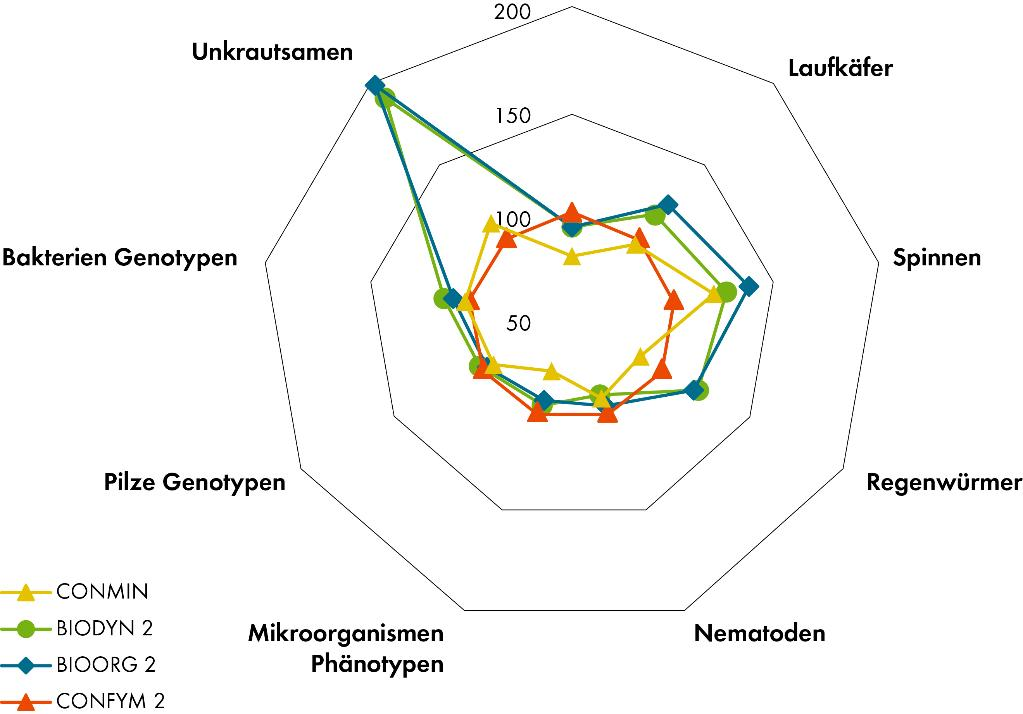 200
Unkrautsamen
Laufkäfer
150
100
Bakterien Genotypen
Spinnen
50
Pilze Genotypen
Regenwürmer
CONMIN
BIODYN 2
BIOORG 2
CONFYM 2
Mikroorganismen
Phänotypen
Nematoden